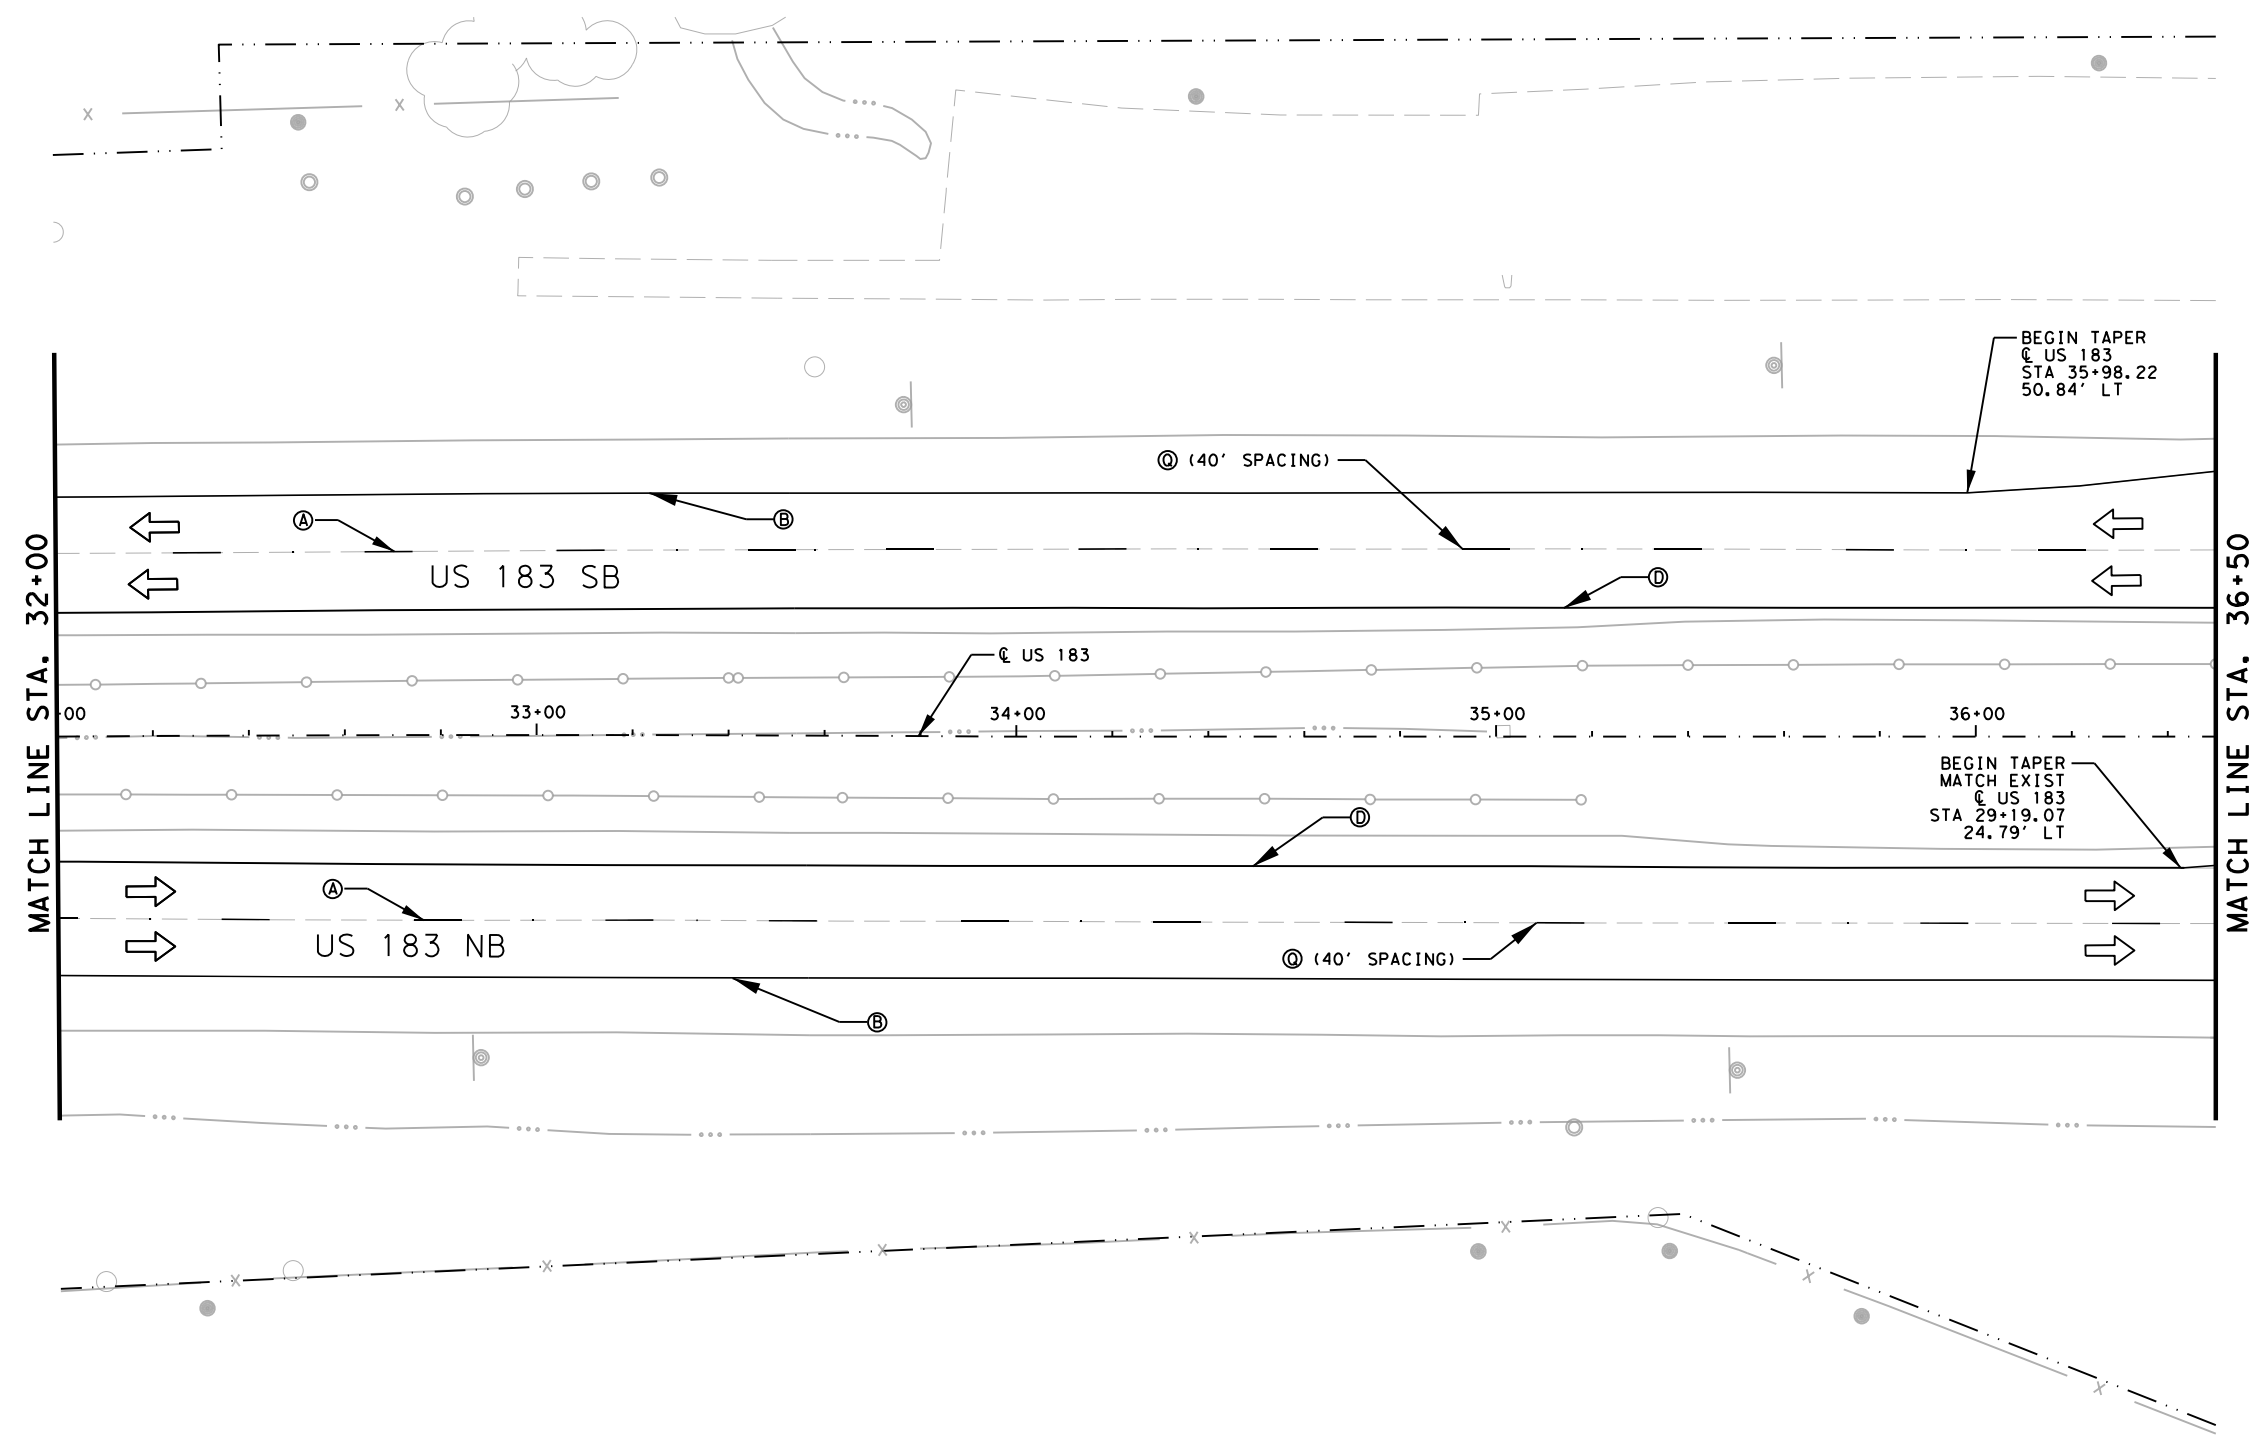 BEGIN TAPER
℄ US 183
STA 35+98.22
50.84' LT
Q (40' SPACING)
A
B
US 183 SB
D
MATCH LINE STA. 32+00
MATCH LINE STA. 36+50
℄ US 183
+00
33+00
34+00
35+00
36+00
BEGIN TAPER
MATCH EXIST
℄ US 183
STA 29+19.07
24.79' LT
D
A
US 183 NB
Q (40' SPACING)
B